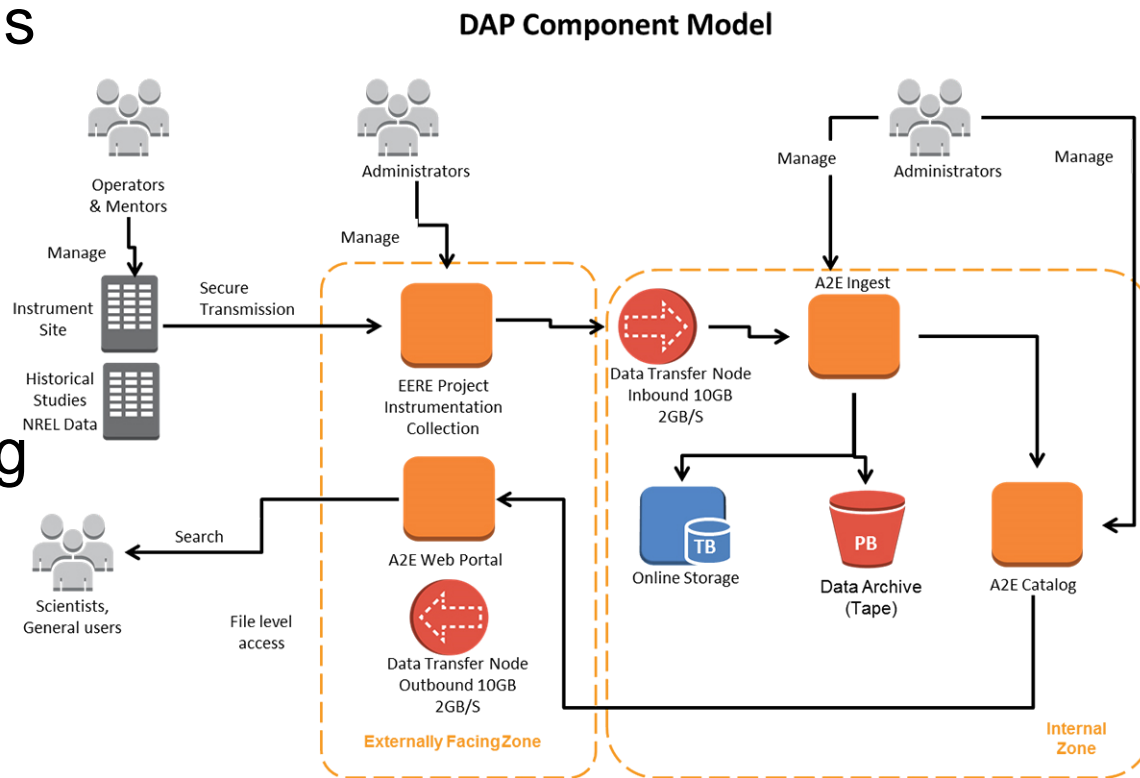 s
DAP Component Model
Operators
& Mentors
Administrators
Administrators
Manage
Manage
Manage
Manage
Instrument
Site
Secure
Transmission
A2E Ingest
Historical
Studies
NREL Data
EERE Project
Instrumentation
Collection
Data Transfer Node
Inbound 10GB
2GB/S
g
Search
A2E Web Portal
TB
Online Storage
PB
Data Archive
(Tape)
A2E Catalog
Scientists,
General users
File level
access
Data Transfer Node
Outbound 10GB
2GB/S
Externally FacingZone
Internal
Zone